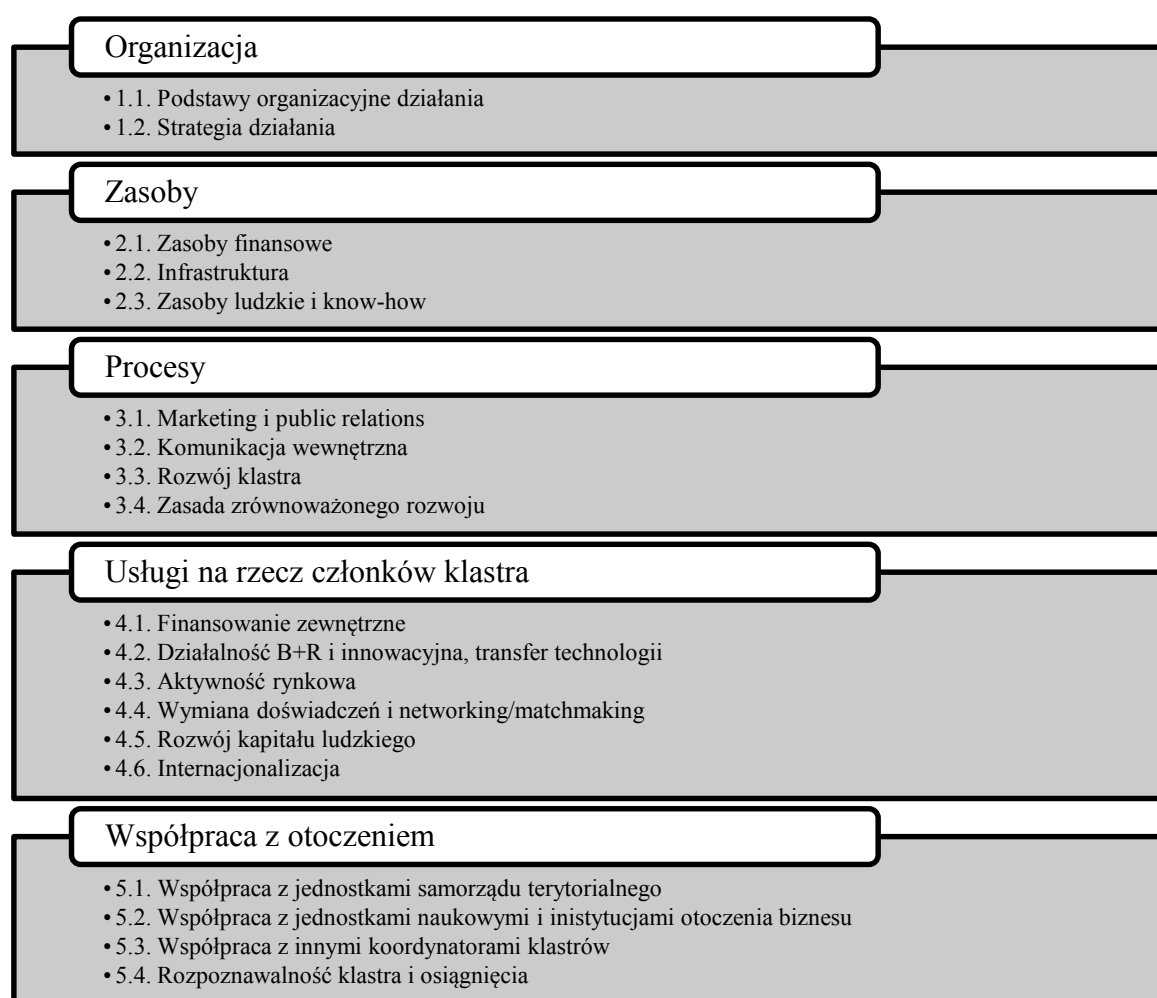 Organizacja
•1.1. Podstawy organizacyjne działania
•1.2. Strategia działania
Zasoby
•2.1. Zasoby finansowe
•2.2. Infrastruktura
•2.3. Zasoby ludzkie i know-how
Procesy
•3.1. Marketing i public relations
•3.2. Komunikacja wewnętrzna
•3.3. Rozwój klastra
•3.4. Zasada zrównoważonego rozwoju
Usługi na rzecz członków klastra
•4.1. Finansowanie zewnętrzne
•4.2. Działalność B+R i innowacyjna, transfer technologii
•4.3. Aktywność rynkowa
•4.4. Wymiana doświadczeń i networking/matchmaking
•4.5. Rozwój kapitału ludzkiego
•4.6. Internacjonalizacja
Współpraca z otoczeniem
•5.1. Współpraca z jednostkami samorządu terytorialnego
•5.2. Współpraca z jednostkami naukowymi i inistytucjami otoczenia biznesu
•5.3. Współpraca z innymi koordynatorami klastrów
•5.4. Rozpoznawalność klastra i osiągnięcia